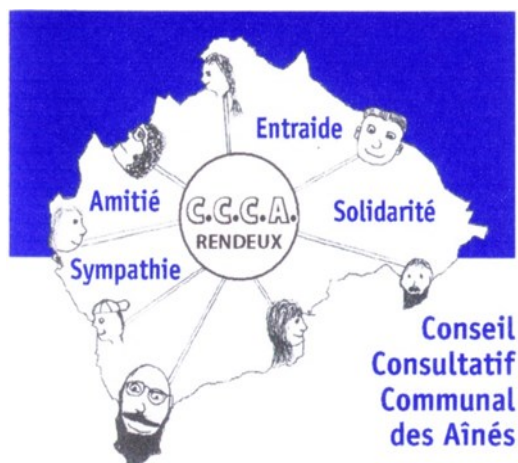 Entraide
Amitié
C.C.C.A.
RENDEUX
Solidarité
Sympathie
Conseil
Consultatif
Communal
des Aînés